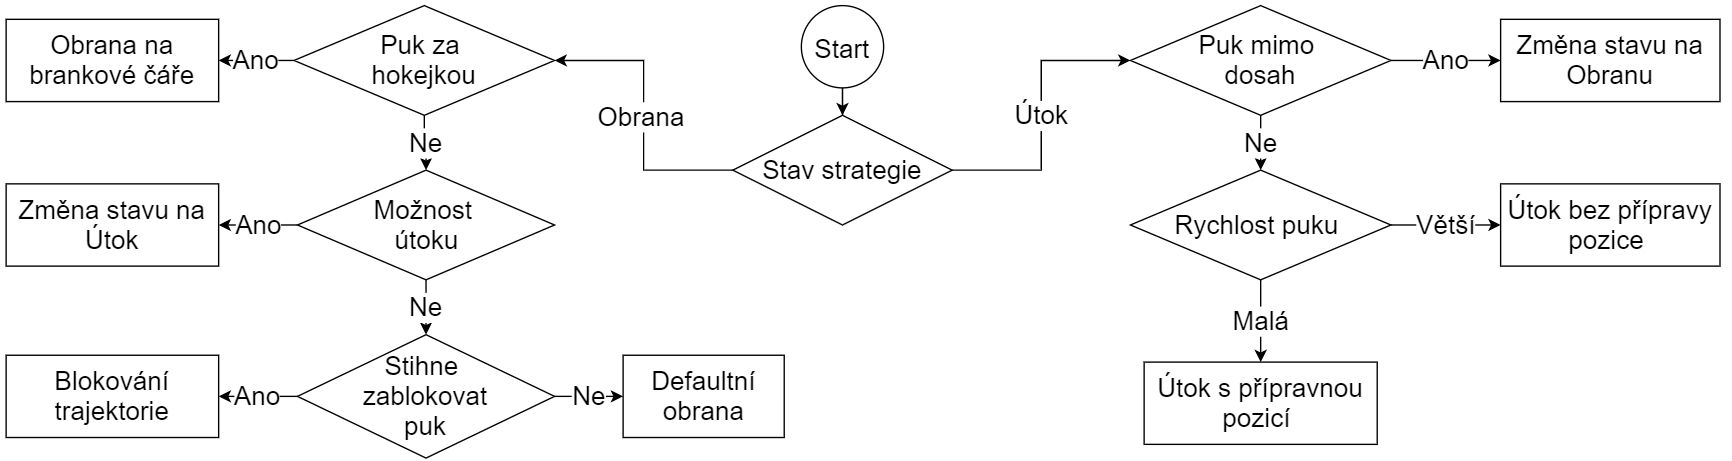 Obrana na
brankové čáře
Ano
Puk za
hokejkou
Start
Puk mimo
dosah
Ano
Změna stavu na
Obranu
Obrana
Útok
Ne
Ne
Stav strategie
Změna stavu na
Útok
Ano
Možnost
útoku
Rychlost puku
Větší
Útok bez přípravy
pozice
Ne
Malá
Blokování
trajektorie
Ano
Stihne
zablokovat
puk
Ne
Defaultní
obrana
Útok s přípravnou
pozicí